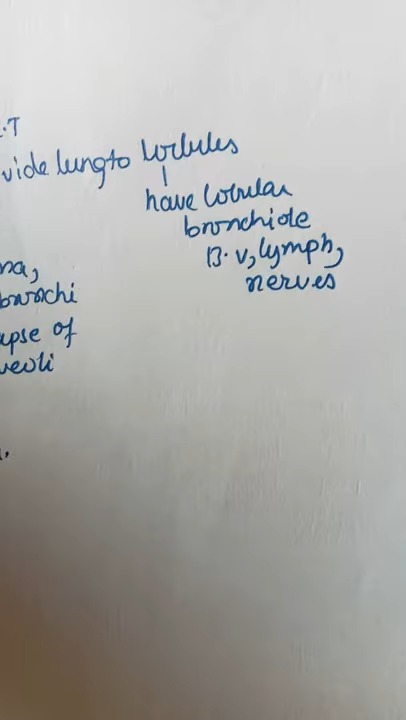 .T
vide lung to lobules
have lobular
bronchiole
B.v, lymph,
nerves
na,
bronchi
apse of
veoli